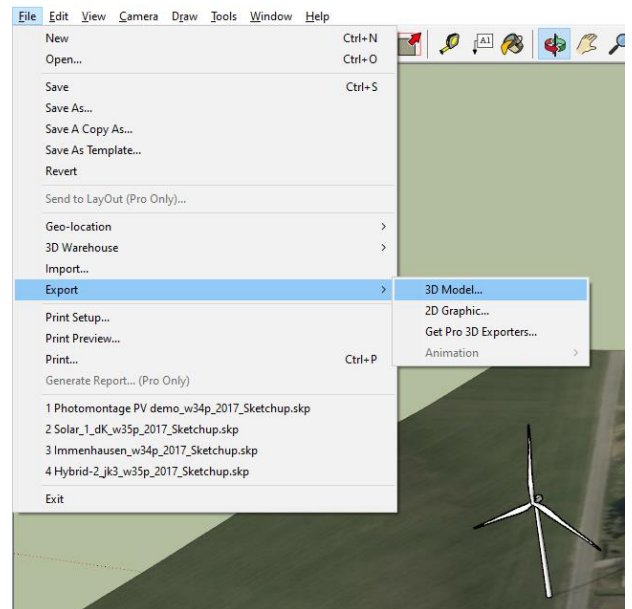 File Edit View Camera Draw Tools Window Help
New Ctrl+N
Open... Ctrl+O
Save Ctrl+S
Save As...
Save A Copy As...
Save As Template...
Revert
Send to LayOut (Pro Only)...
Geo-location >
3D Warehouse >
Import...
Export >
3D Model...
2D Graphic...
Get Pro 3D Exporters...
Animation >
Print Setup...
Print Preview...
Print... Ctrl+P
Generate Report... (Pro Only)
1 Photomontage PV demo_w34p_2017_Sketchup.skp
2 Solar_1_dK_w35p_2017_Sketchup.skp
3 Immenhausen_w34p_2017_Sketchup.skp
4 Hybrid-2_jk3_w35p_2017_Sketchup.skp
Exit
A1